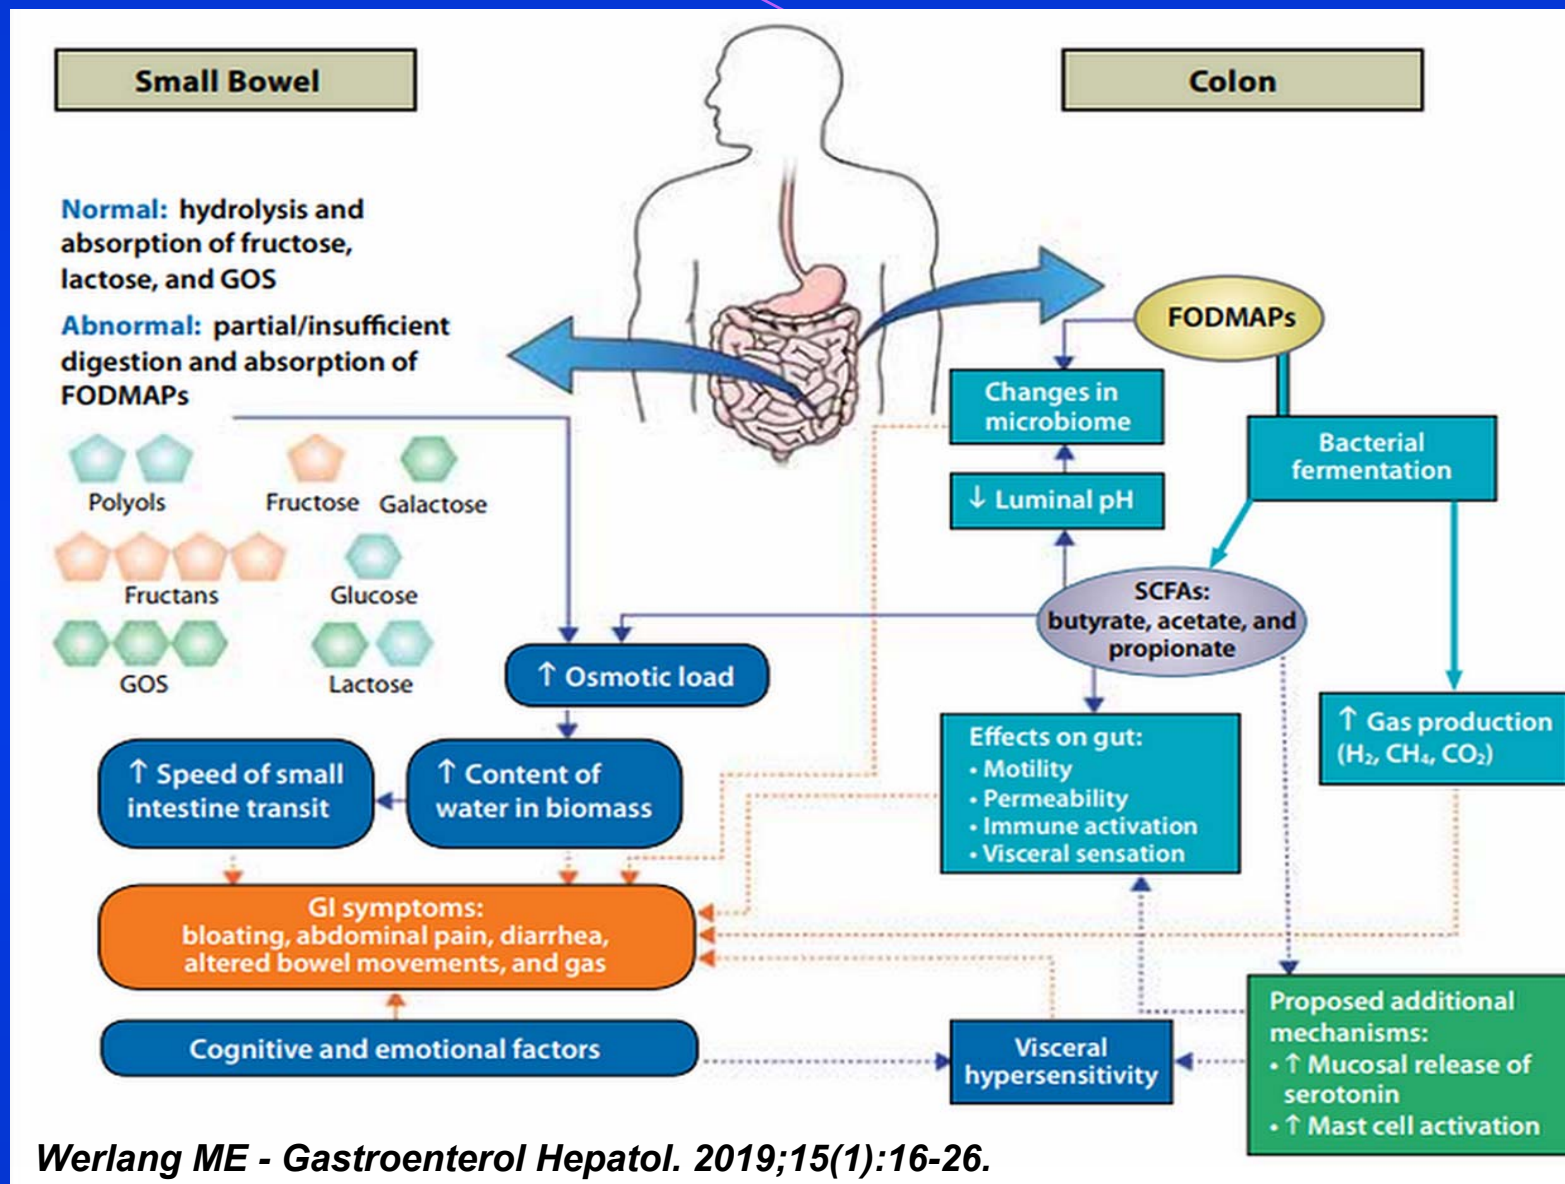 Small Bowel
Colon
Normal: hydrolysis and
absorption of fructose,
lactose, and GOS
Abnormal: partial/insufficient
digestion and absorption of
FODMAPs
Polyols
Fructose
Galactose
Fructans
Glucose
GOS
Lactose
FODMAPs
Changes in
microbiome
Bacterial
fermentation
↓ Luminal pH
SCFAs:
butyrate, acetate, and
propionate
↑ Osmotic load
↑ Speed of small
intestine transit
↑ Content of
water in biomass
Effects on gut:
• Motility
• Permeability
• Immune activation
• Visceral sensation
↑ Gas production
(H₂, CH₄, CO₂)
GI symptoms:
bloating, abdominal pain, diarrhea,
altered bowel movements, and gas
Cognitive and emotional factors
Visceral
hypersensitivity
Proposed additional
mechanisms:
• ↑ Mucosal release of
serotonin
• ↑ Mast cell activation
Werlang ME - Gastroenterol Hepatol. 2019;15(1):16-26.